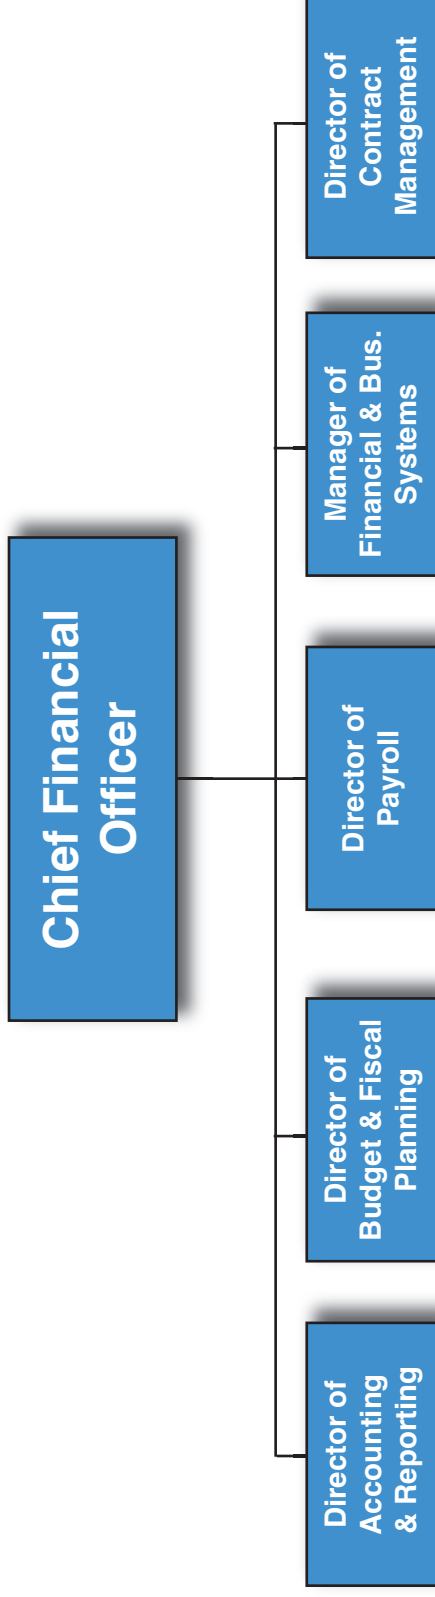 Chief Financial
Officer
Director of
Accounting
& Reporting
Director of
Budget & Fiscal
Planning
Director of
Payroll
Manager of
Financial & Bus.
Systems
Director of
Contract
Management